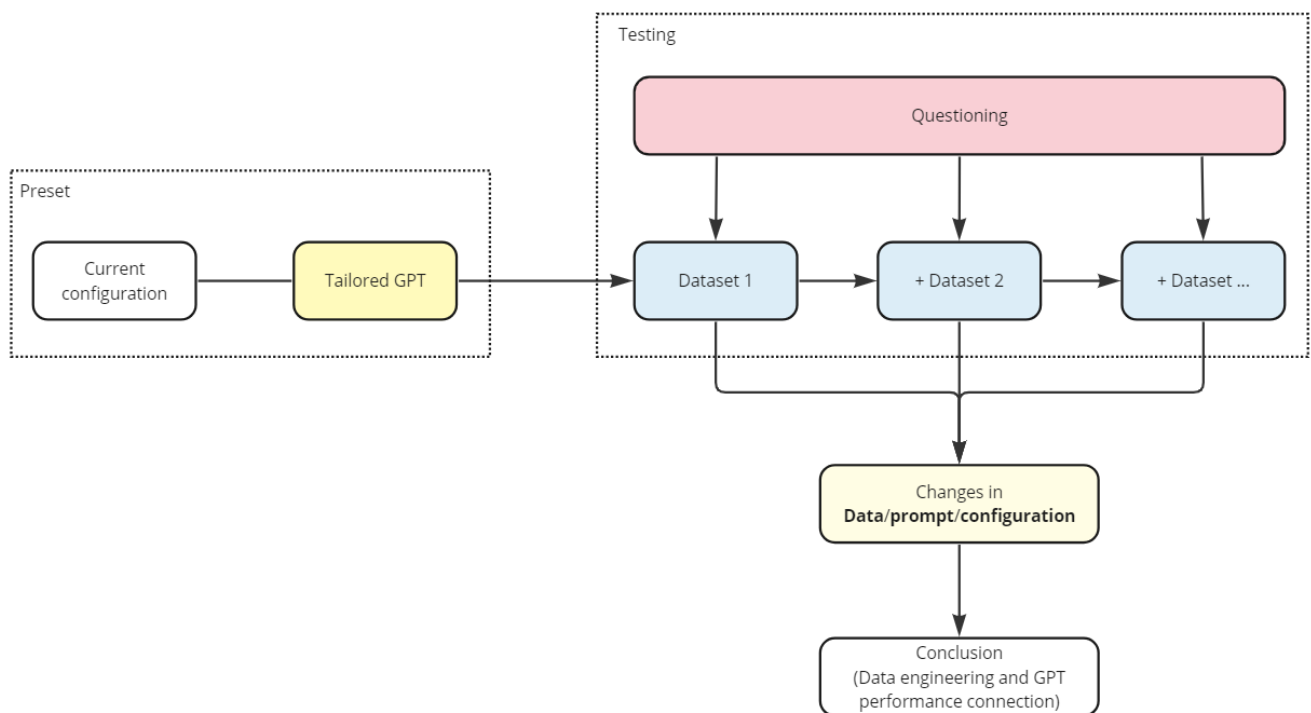 Testing
Questioning
Preset
Current
configuration
Tailored GPT
Dataset 1
+ Dataset 2
+ Dataset ...
Changes in
Data/prompt/configuration
Conclusion
(Data engineering and GPT
performance connection)